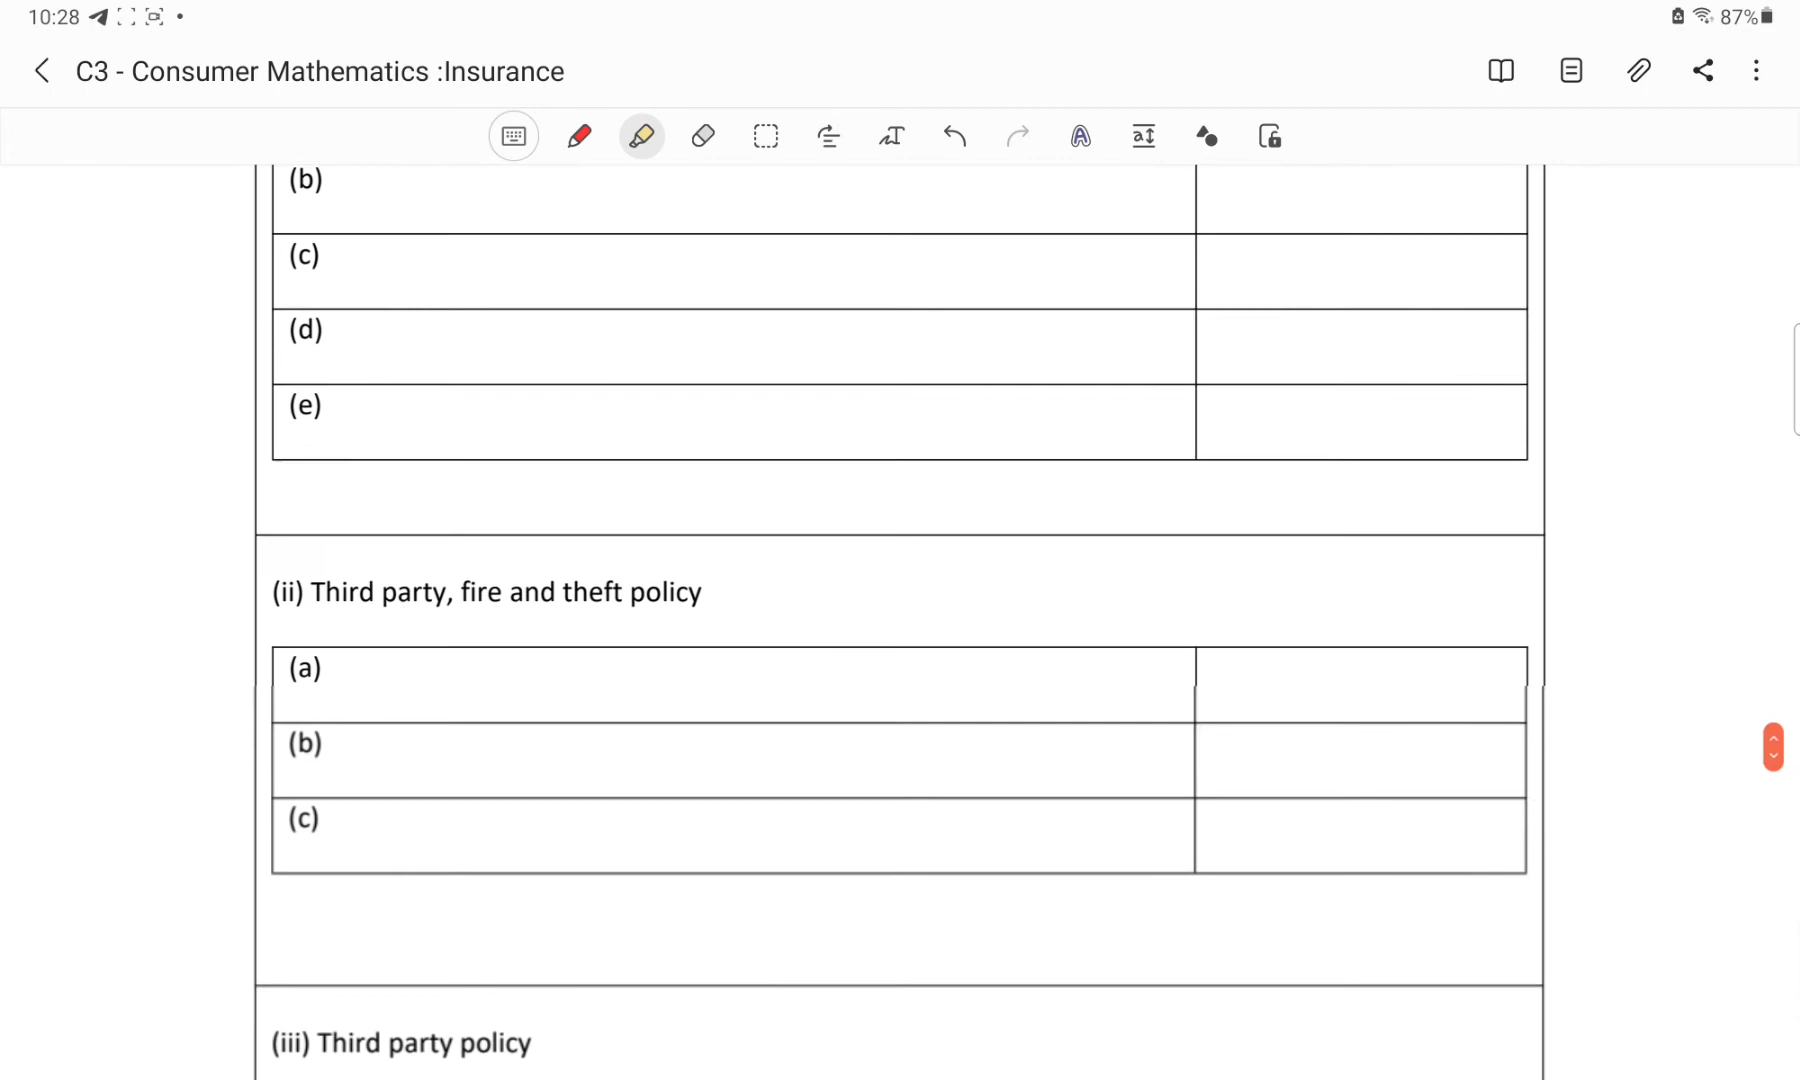 10:28
87%
C3 - Consumer Mathematics :Insurance
(b)
(c)
(d)
(e)
(ii) Third party, fire and theft policy
(a)
(b)
(c)
(iii) Third party policy